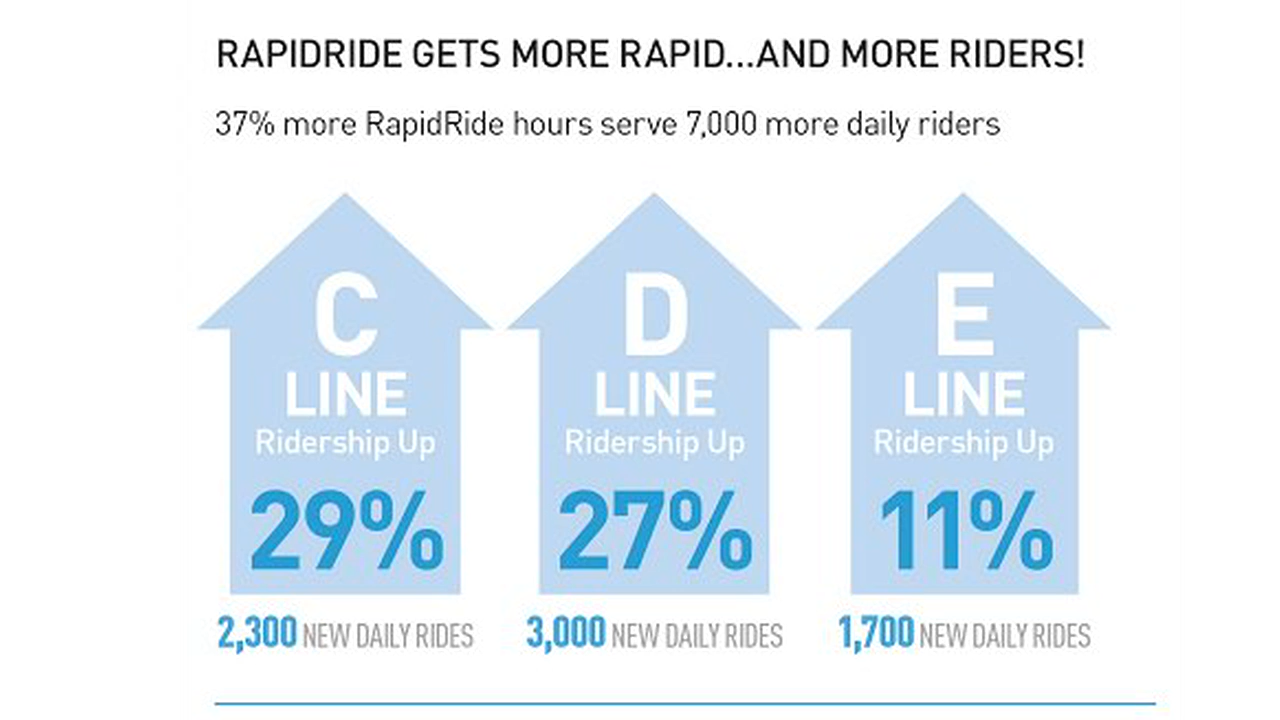 RAPIDRIDE GETS MORE RAPID...AND MORE RIDERS!
37% more RapidRide hours serve 7,000 more daily riders
C
LINE
Ridership Up
29%
2,300 NEW DAILY RIDES
D
LINE
Ridership Up
27%
3,000 NEW DAILY RIDES
E
LINE
Ridership Up
11%
1,700 NEW DAILY RIDES